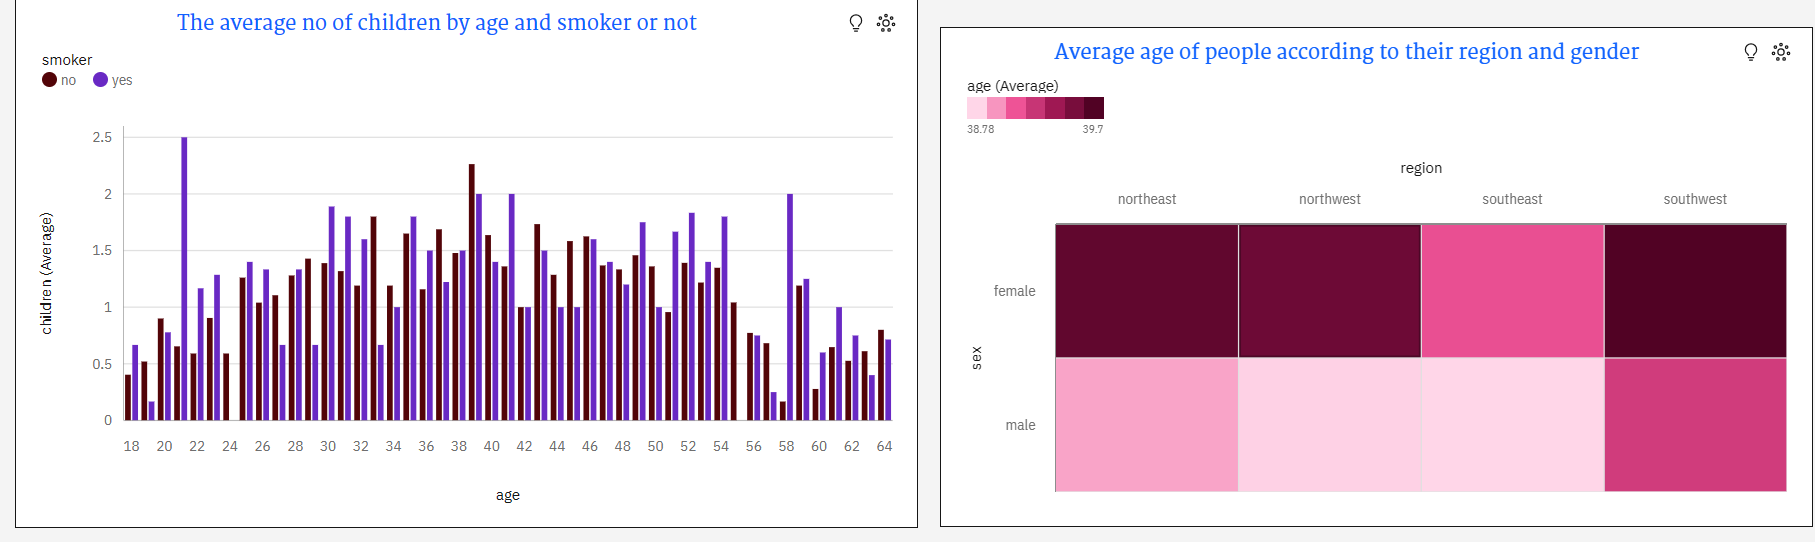 The average no of children by age and smoker or not
smoker
no yes
children (Average)
2.5
2
1.5
1
0.5
0
18 20 22 24 26 28 30 32 34 36 38 40 42 44 46 48 50 52 54 56 58 60 62 64
age
Average age of people according to their region and gender
age (Average)
38.78 39.7
region
northeast northwest southeast southwest
sex
female
male